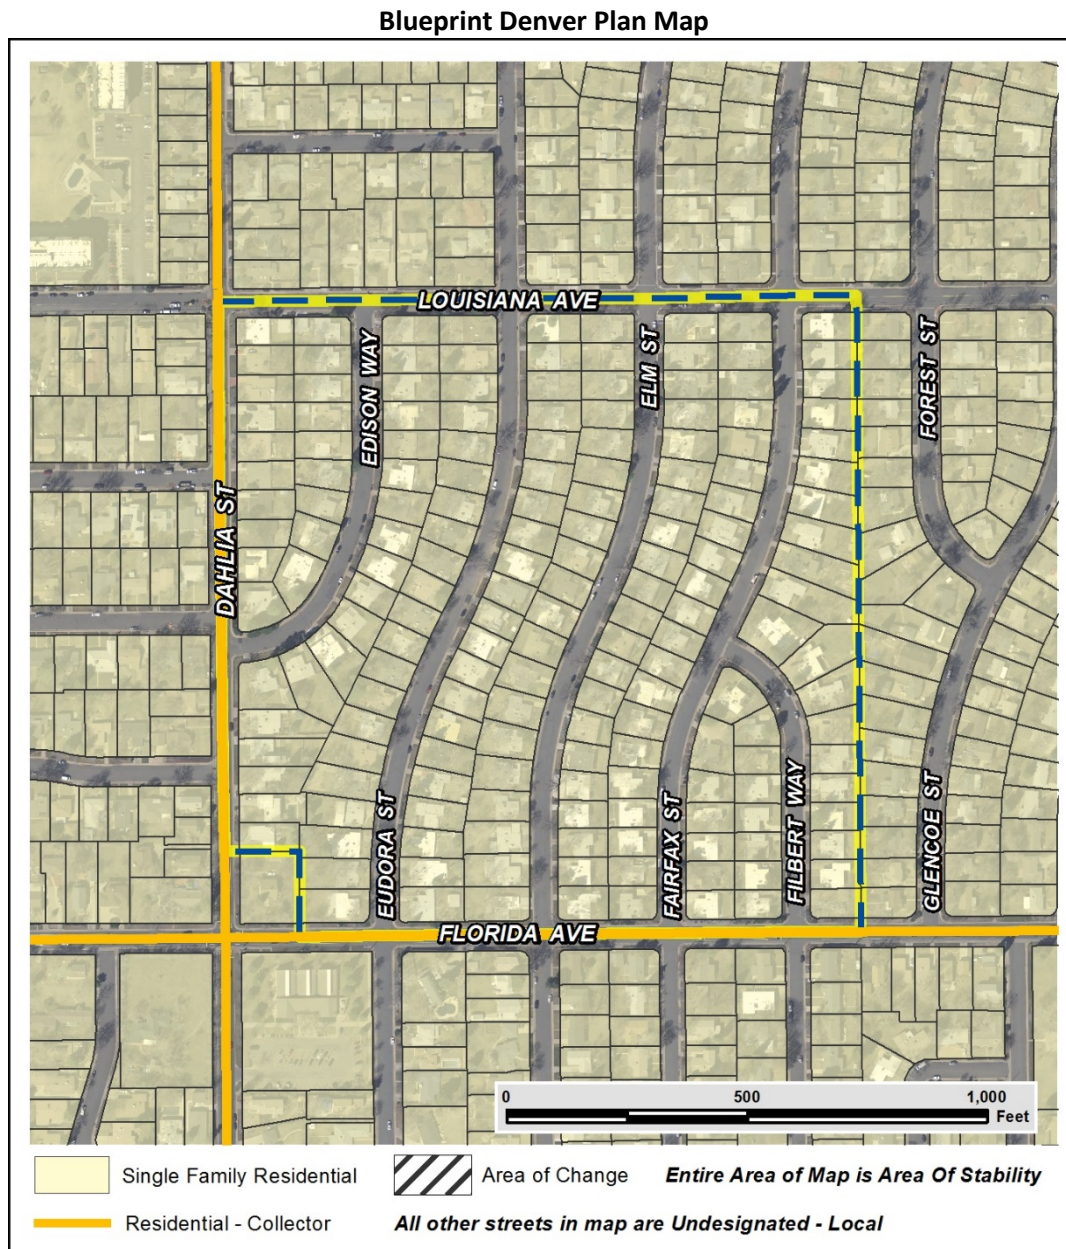 Blueprint Denver Plan Map
LOUISIANA AVE
EDISON WAY
ELM ST
FOREST ST
DAHLIA ST
EUDORA ST
FAIRFAX ST
FILBERT WAY
GLENCOE ST
FLORIDA AVE
0 500 1,000
Feet
Single Family Residential Area of Change Entire Area of Map is Area Of Stability
Residential - Collector All other streets in map are Undesignated - Local